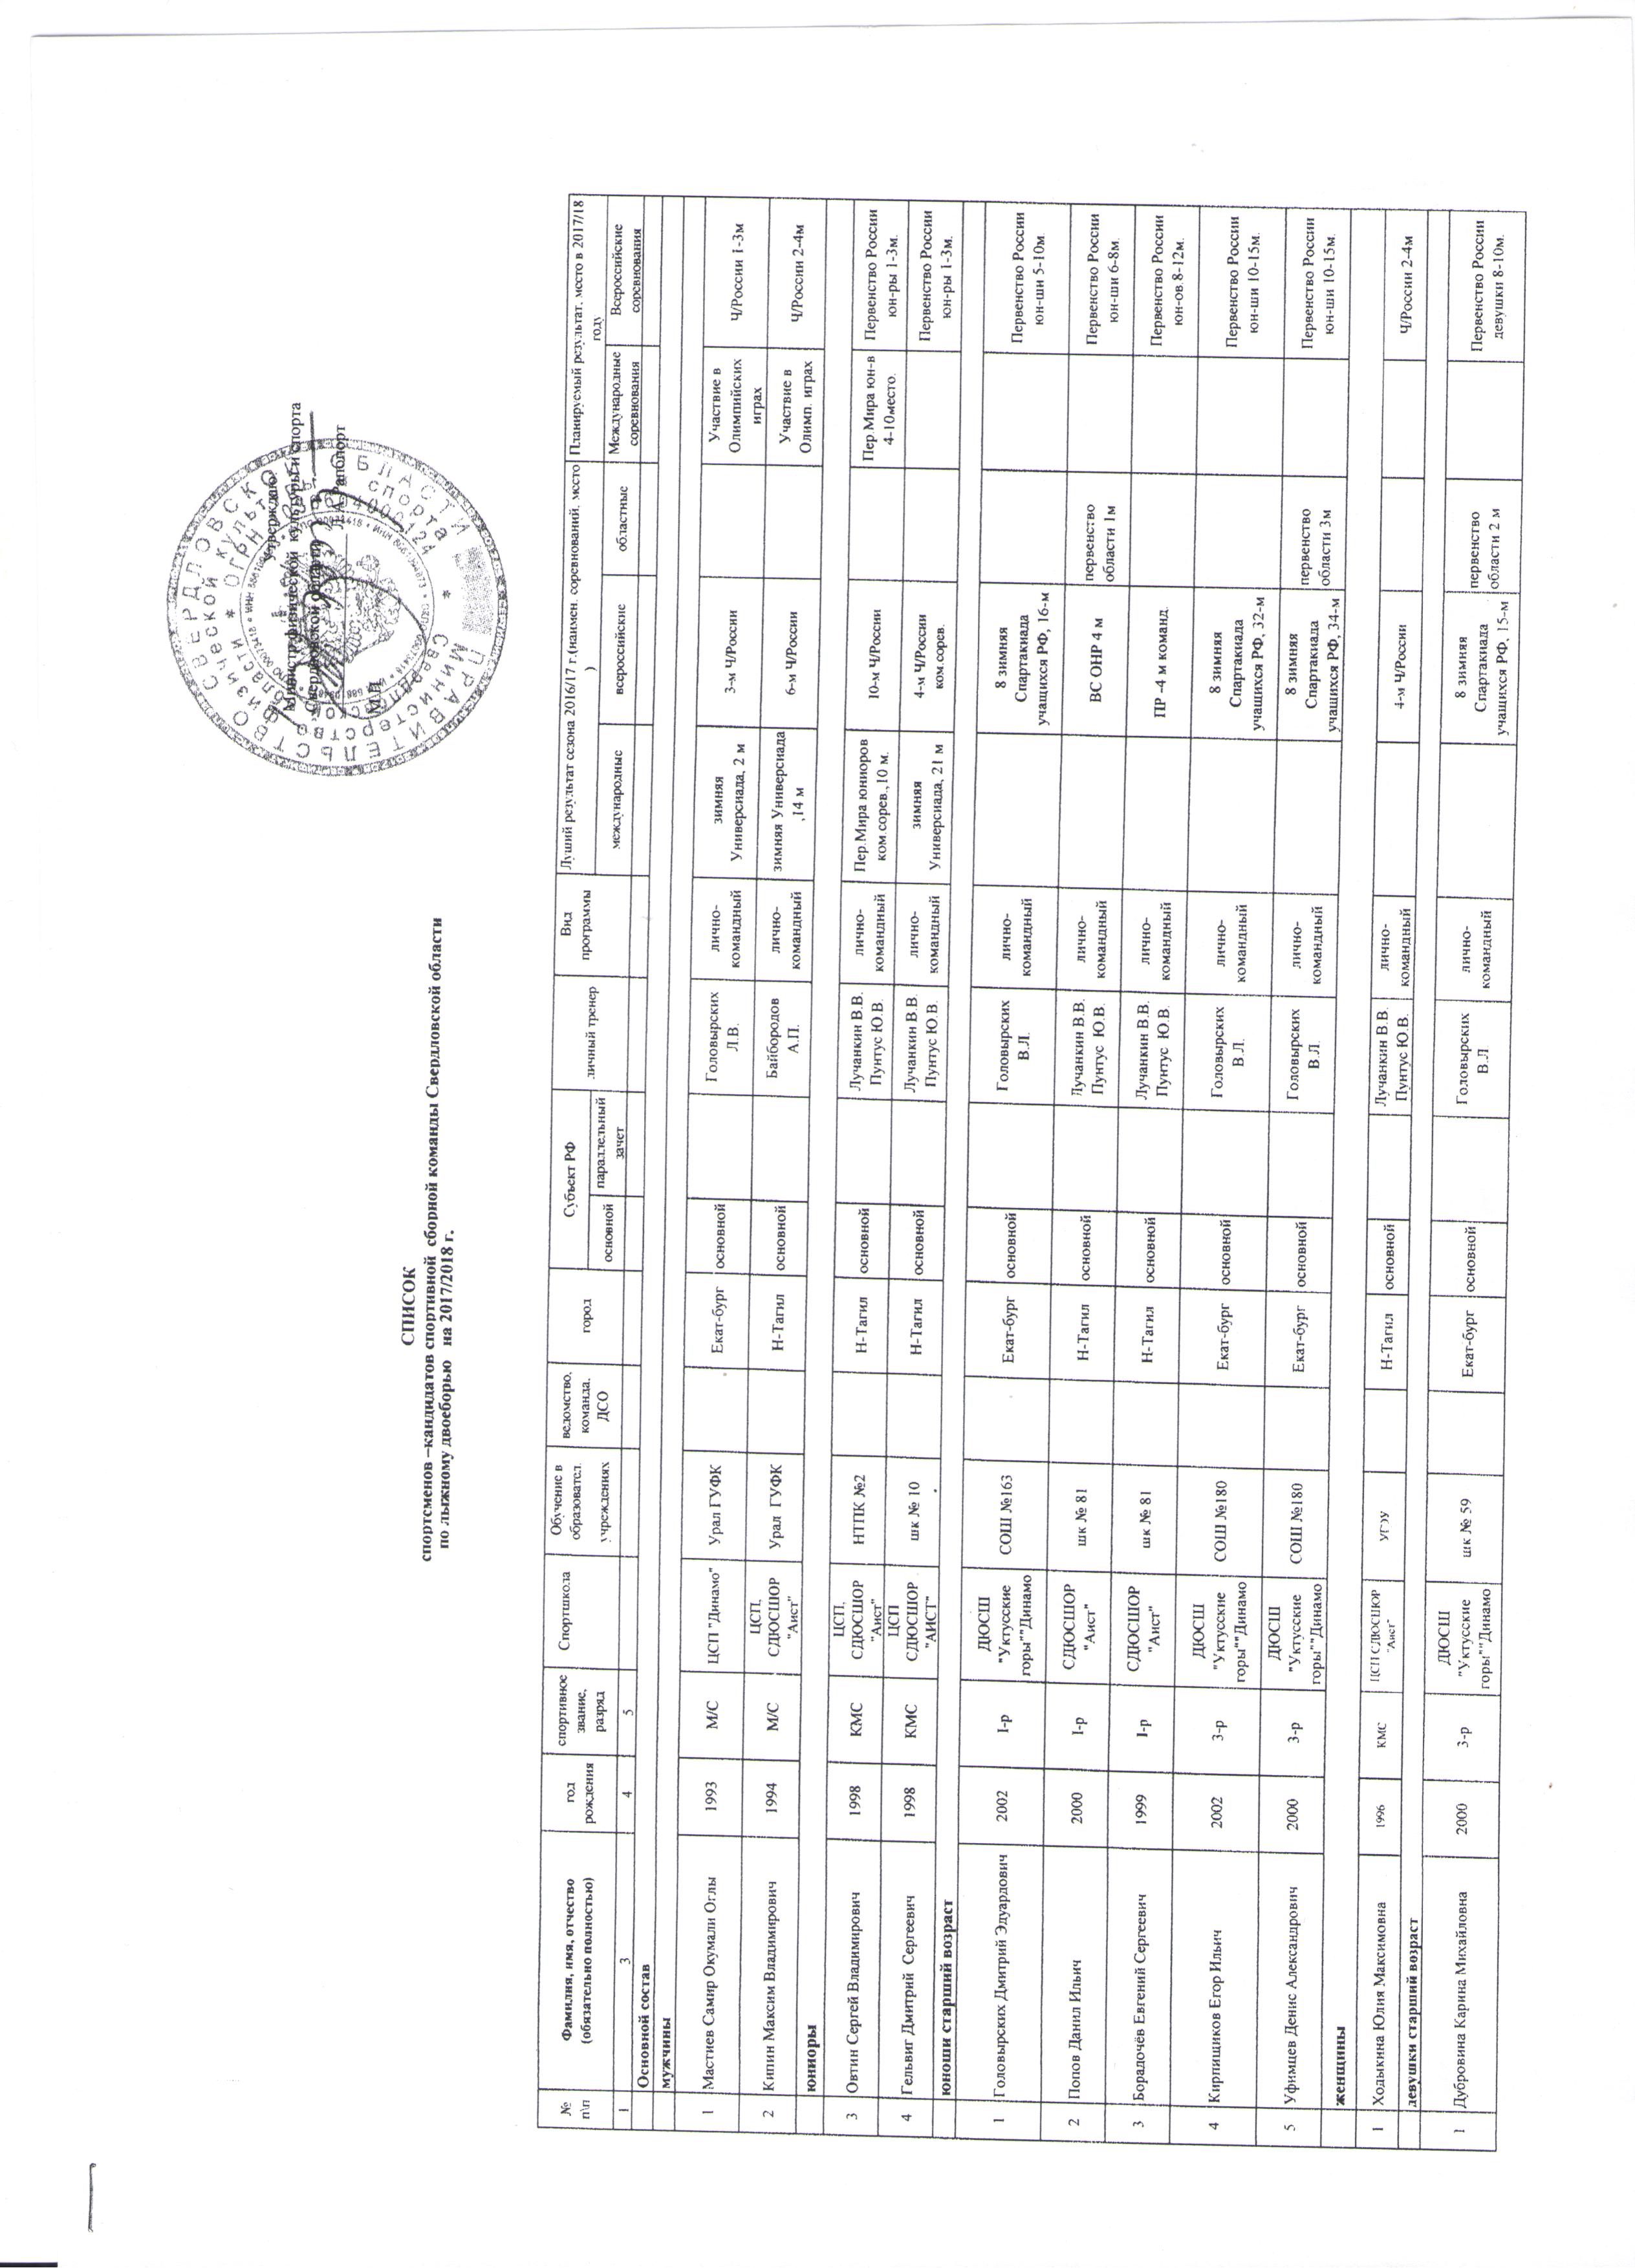 ПРАВИТЕЛЬСТВО СВЕРДЛОВСКОЙ ОБЛАСТИ
Министерство физической культуры и спорта
Свердловской области * ОГРН
Утверждаю:
Министр физической культуры и спорта
Свердловской области
Л.А.Рапопорт
М.П.
СПИСОК
спортсменов –кандидатов спортивной сборной команды Свердловской области
по лыжному двоеборью на 2017/2018 г.
№ п\п Фамилия, имя, отчество (обязательно полностью) год рождения спортивное звание, разряд Спортшкола Обучение в образоватсл. учреждениях ведомство, команда, ДСО город Субъект РФ основной параллельный зачет личный тренер Вид программы Луший результат сезона 2016/17 г.(наимен. соревнований, место ) международные всероссийские областные Планируемый результат, место в 2017/18 году Международные соревнования Всероссийские соревнования
1 3 4 5
Основной состав
мужчины
1 Мастиев Самир Окумали Оглы 1993 М/С ЦСП "Динамо" Урал ГУФК Екат-бург основной Головырских Л.В. лично-командный зимняя Универсиада, 2 м 3-м Ч/России Участие в Олимпийских играх Ч/России 1-3м
2 Кипин Максим Владимирович 1994 М/С ЦСП, СДЮСШОР "Аист" Урал ГУФК Н-Тагил основной Байбородов А.П. лично-командный зимняя Универсиада ,14 м 6-м Ч/России Участие в Олимп. играх Ч/России 2-4м
юниоры
3 Овтин Сергей Владимирович 1998 КМС ЦСП, СДЮСШОР "Аист" НТПК №2 Н-Тагил основной Лучанкин В.В. Пунтус Ю.В. лично-командный Пер.Мира юниоров ком.сорев.,10 м. 10-м Ч/России Пер.Мира юн-в 4-10место. Первенство России юн-ры 1-3м.
4 Гельвиг Дмитрий Сергеевич 1998 КМС ЦСП СДЮСШОР "АИСТ" шк № 10 Н-Тагил основной Лучанкин В.В. Пунтус Ю.В. лично-командный зимняя Универсиада, 21 м 4-м Ч/России ком.сорев. Первенство России юн-ры 1-3м.
юноши старший возраст
1 Головырских Дмитрий Эдуардович 2002 1-р ДЮСШ "Уктусские горы""Динамо СОШ №163 Екат-бург основной Головырских В.Л. лично-командный 8 зимняя Спартакиада учащихся РФ, 16-м Первенство России юн-ши 5-10м
2 Попов Данил Ильич 2000 1-р СДЮСШОР "Аист" шк № 81 Н-Тагил основной Лучанкин В.В. Пунтус Ю.В. лично-командный ВС ОНР 4 м первенство области 1м Первенство России юн-ши 6-8м.
3 Борадочёв Евгений Сергеевич 1999 1-р СДЮСШОР "Аист" шк № 81 Н-Тагил основной Лучанкин В.В. Пунтус Ю.В. лично-командный ПР -4 м команд. Первенство России юн-ов.8-12м.
4 Кирпищиков Егор Ильич 2002 3-р ДЮСШ "Уктусские горы""Динамо СОШ №180 Екат-бург основной Головырских В.Л. лично-командный 8 зимняя Спартакиада учащихся РФ, 32-м Первенство России юн-ши 10-15м.
5 Уфимцев Денис Александрович 2000 3-р ДЮСШ "Уктусские горы""Динамо СОШ №180 Екат-бург основной Головырских В.Л. лично-командный 8 зимняя Спартакиада учащихся РФ, 34-м первенство области 3м Первенство России юн-ши 10-15м.
женщины
1 Ходыкина Юлия Максимовна 1996 КМС ЦСП СДЮСШОР "Аист" УГЭУ Н-Тагил основной Лучанкин В.В. Пунтус Ю.В. лично-командный 4-м Ч/России Ч/России 2-4м
девушки старший возраст
1 Дубровина Карина Михайловна 2000 3-р ДЮСШ "Уктусские горы""Динамо шк № 59 Екат-бург основной Головырских В.Л лично-командный 8 зимняя Спартакиада учащихся РФ, 15-м первенство области 2 м Первенство России девушки 8-10м.